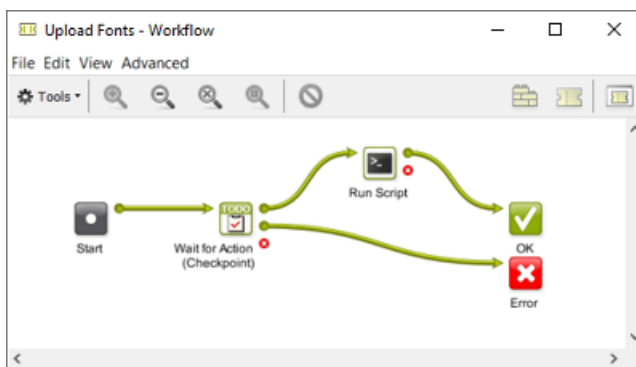 Upload Fonts - Workflow
File Edit View Advanced
Tools
Run Script
TODO
Start
Wait for Action
(Checkpoint)
OK
Error